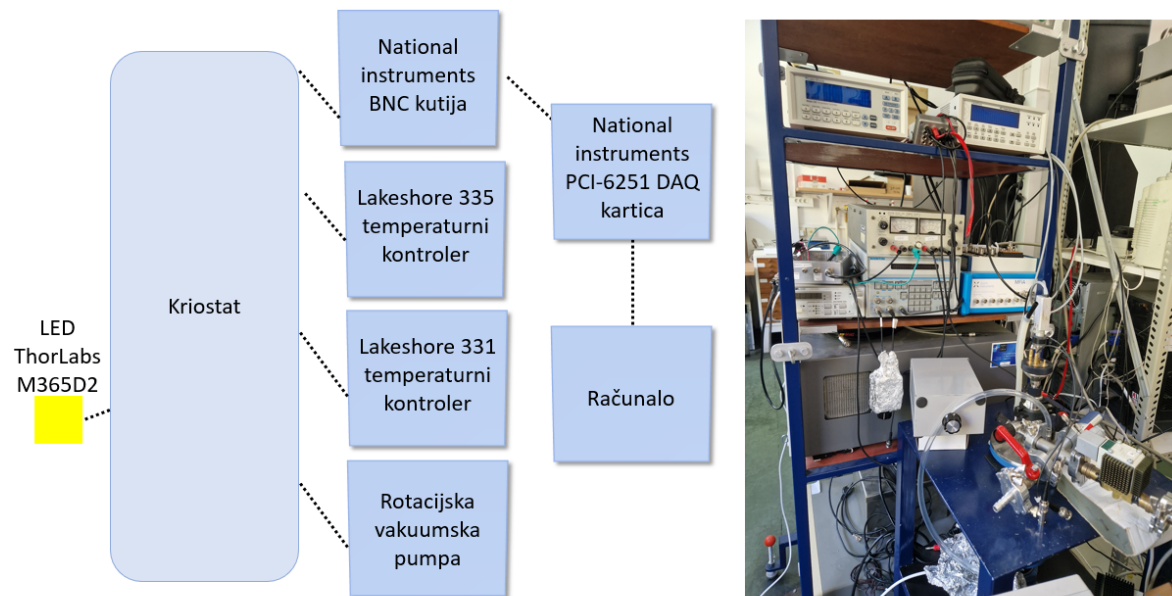 National
instruments
BNC kutija
National
instruments
PCI-6251 DAQ
kartica
Lakeshore 335
temperaturni
kontroler
Kriostat
LED
ThorLabs
M365D2
Lakeshore 331
temperaturni
kontroler
Računalo
Rotacijska
vakuumska
pumpa